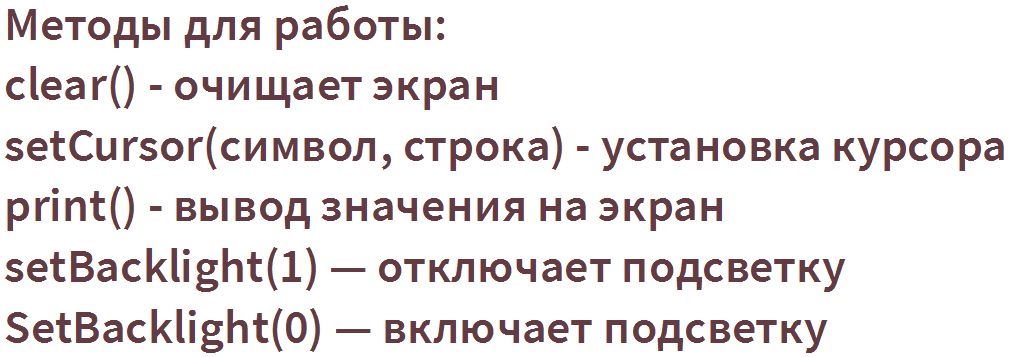 Методы для работы:
clear() - очищает экран
setCursor(символ, строка) - установка курсора
print() - вывод значения на экран
setBacklight(1) — отключает подсветку
SetBacklight(0) — включает подсветку